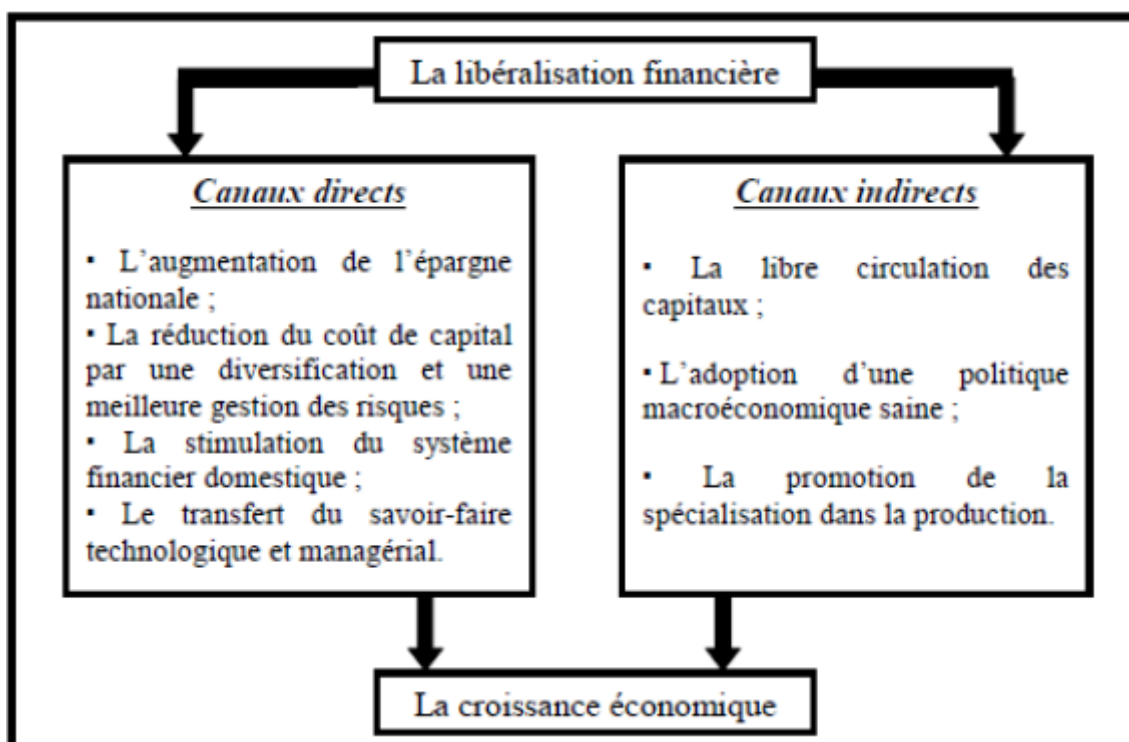 La libéralisation financière
Canaux directs
▪ L’augmentation de l’épargne
nationale ;
▪ La réduction du coût de capital
par une diversification et une
meilleure gestion des risques ;
▪ La stimulation du système
financier domestique ;
▪ Le transfert du savoir-faire
technologique et managérial.
Canaux indirects
▪ La libre circulation des
capitaux ;
▪ L’adoption d’une politique
macroéconomique saine ;
▪ La promotion de la
spécialisation dans la production.
La croissance économique